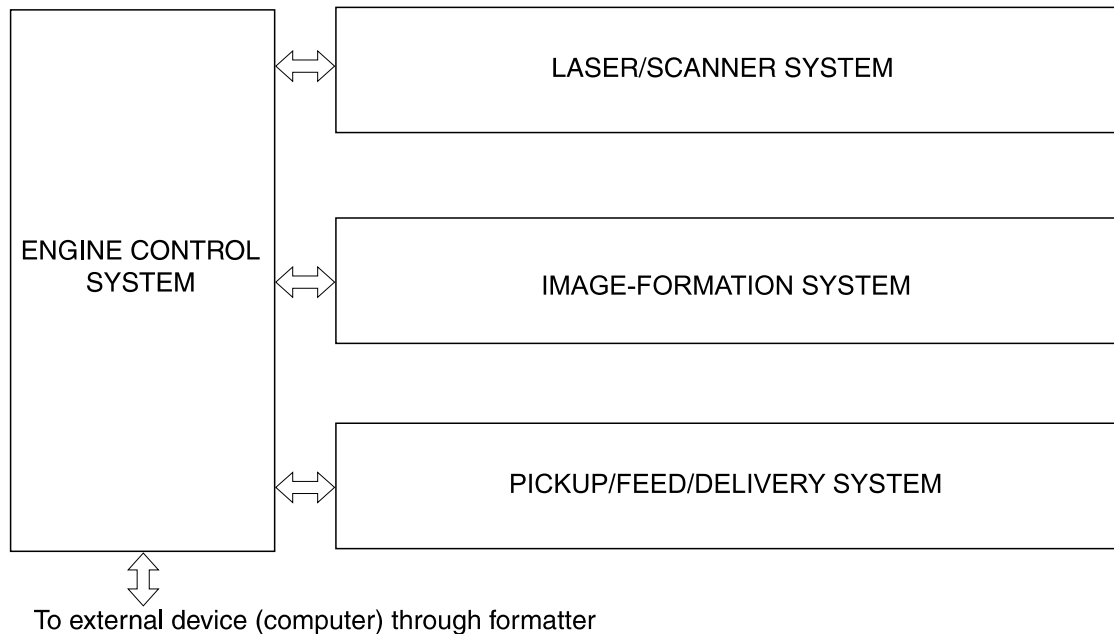 LASER/SCANNER SYSTEM
ENGINE CONTROL
SYSTEM
IMAGE-FORMATION SYSTEM
PICKUP/FEED/DELIVERY SYSTEM
To external device (computer) through formatter